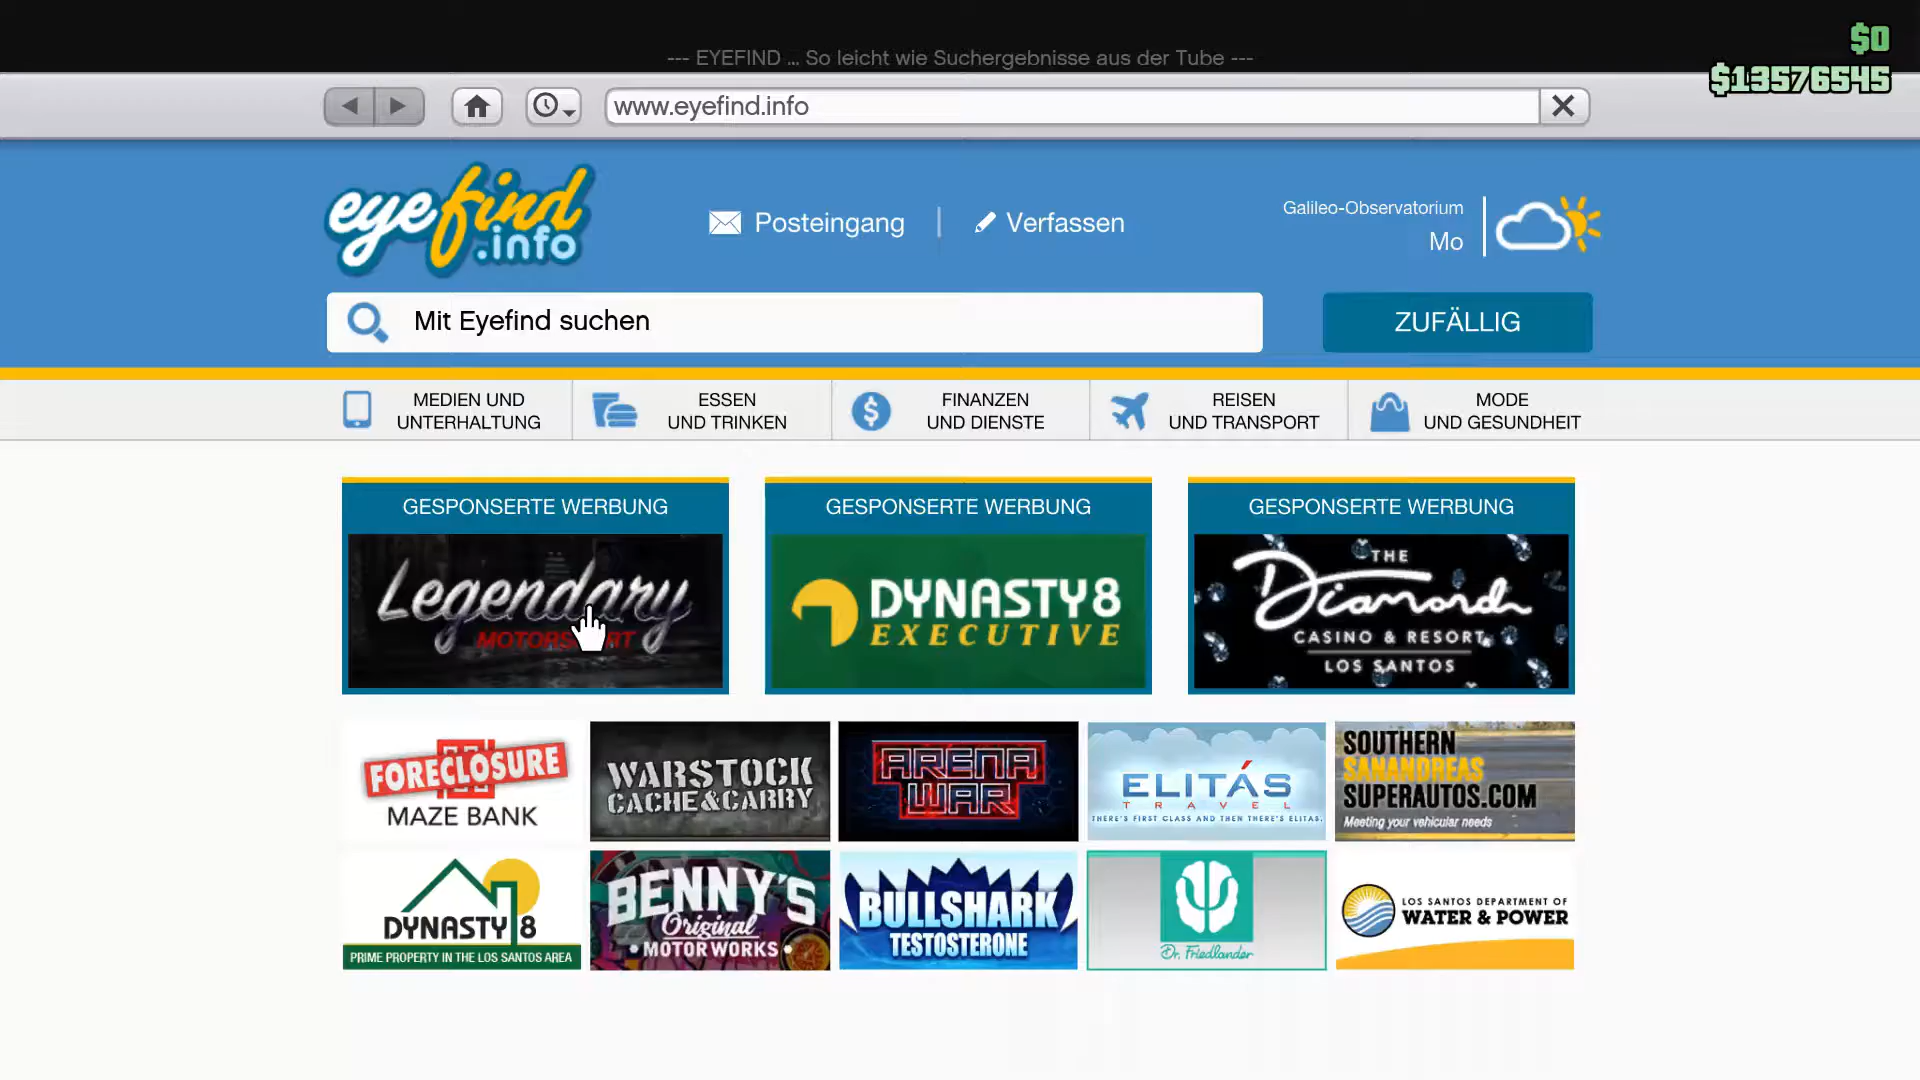 $0
--- EYEFIND ... So leicht wie Suchergebnisse aus der Tube ---
$13576545
www.eyefind.info
eyefind
.info
Posteingang
Verfassen
Galileo-Observatorium
Mo
Mit Eyefind suchen
ZUFÄLLIG
MEDIEN UND
UNTERHALTUNG
ESSEN
UND TRINKEN
FINANZEN
UND DIENSTE
REISEN
UND TRANSPORT
MODE
UND GESUNDHEIT
GESPONSERTE WERBUNG
Legendary
MOTORSPORT
GESPONSERTE WERBUNG
DYNASTY8
EXECUTIVE
GESPONSERTE WERBUNG
THE
Diamond
CASINO & RESORT
LOS SANTOS
FORECLOSURE
MAZE BANK
WARSTOCK
CACHE&CARRY
ARENA
WAR
ELITÁS
TRAVEL
THERE'S FIRST CLASS AND THEN THERE'S ELITAS.
SOUTHERN
SANANDREAS
SUPERAUTOS.COM
Meeting your vehicular needs
DYNASTY 8
PRIME PROPERTY IN THE LOS SANTOS AREA
BENNY'S
Original
MOTOR WORKS
BULLSHARK
TESTOSTERONE
Dr. Friedlander
LOS SANTOS DEPARTMENT OF
WATER & POWER